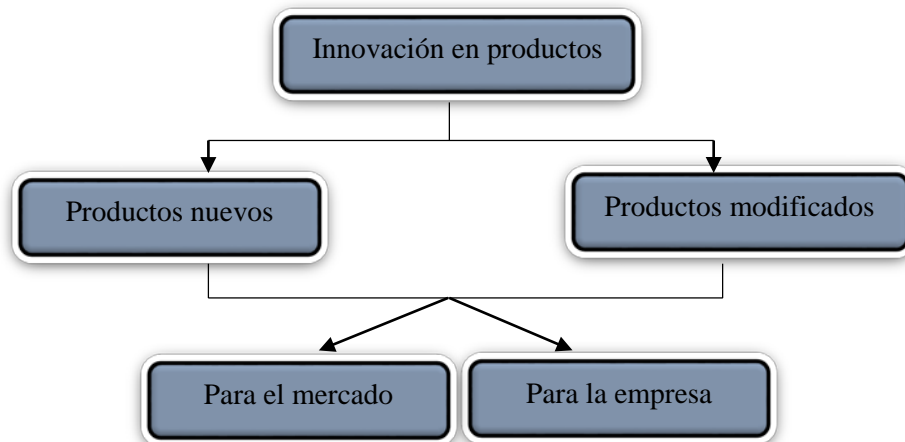 Innovación en productos
Productos nuevos
Productos modificados
Para el mercado
Para la empresa